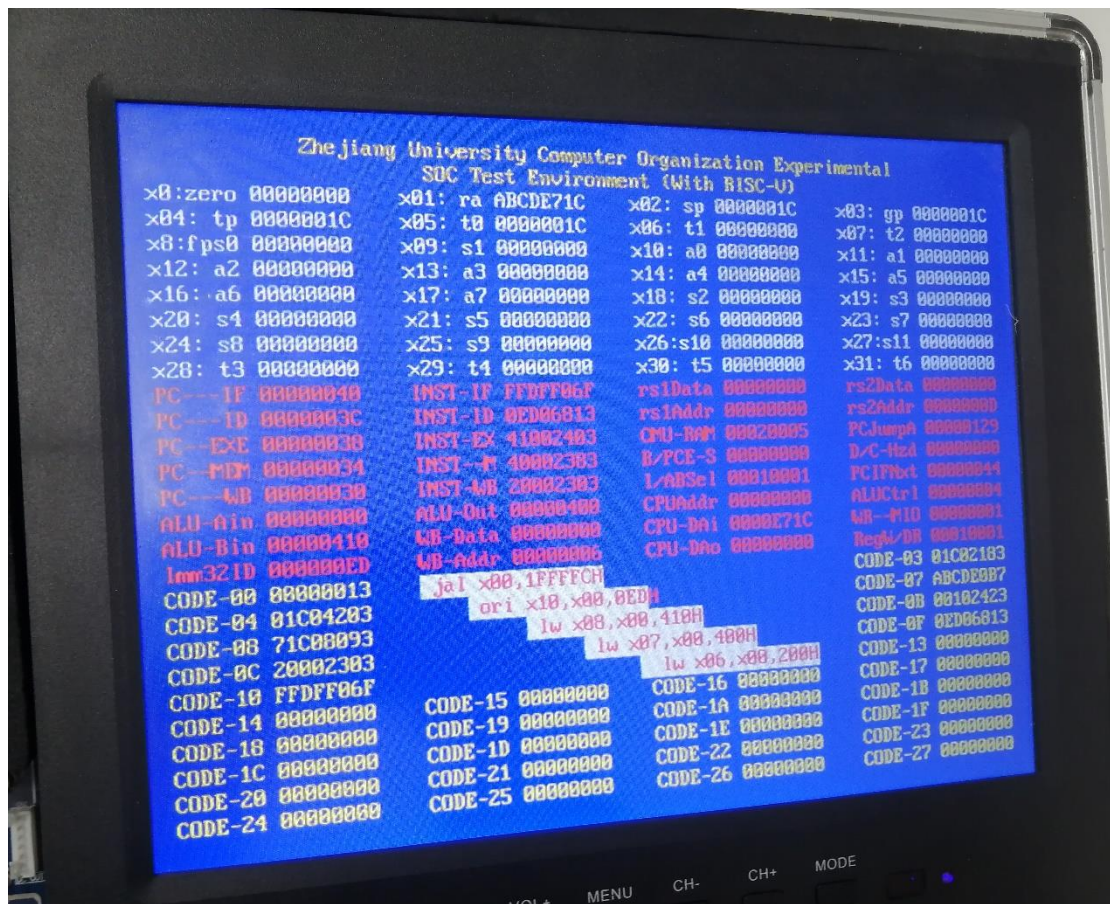 Zhejiang University Computer Organization Experimental
SOC Test Environment (With RISC-V)
x0:zero 00000000 x01: ra ABCDE71C x02: sp 0000001C x03: gp 0000001C
x04: tp 0000001C x05: t0 0000001C x06: t1 00000000 x07: t2 00000000
x8:fps0 00000000 x09: s1 00000000 x10: a0 00000000 x11: a1 00000000
x12: a2 00000000 x13: a3 00000000 x14: a4 00000000 x15: a5 00000000
x16: a6 00000000 x17: a7 00000000 x18: s2 00000000 x19: s3 00000000
x20: s4 00000000 x21: s5 00000000 x22: s6 00000000 x23: s7 00000000
x24: s8 00000000 x25: s9 00000000 x26:s10 00000000 x27:s11 00000000
x28: t3 00000000 x29: t4 00000000 x30: t5 00000000 x31: t6 00000000
PC---IF 00000040 INST-IF FFDFF06F rs1Data 00000000 rs2Data 00000000
PC---ID 0000003C INST-ID 0ED06813 rs1Addr 00000000 rs2Addr 0000000D
PC--EXE 00000038 INST-EX 41002403 CMU-RAM 00020005 PCJumpA 00000129
PC--MEM 00000034 INST--M 40002383 B/PCE-S 00000000 D/C-Hzd 00000000
PC---WB 00000030 INST-WB 20002303 I/ABSel 00010001 PCIFNxt 00000044
ALU-Ain 00000000 ALU-Out 00000400 CPUAddr 00000000 ALUCtrl 00000004
ALU-Bin 00000410 WB-Data 00000000 CPU-DAi 0000E71C WB--MIO 00000001
Imm32ID 000000ED WB-Addr 00000006 CPU-DAo 00000000 RegW/DR 00010001
CODE-00 00000013 jal x00,1FFFFCH CODE-03 01C02183
CODE-04 01C04203 ori x10,x00,0EDH CODE-07 ABCDE0B7
CODE-08 71C08093 lw x08,x00,410H CODE-0B 00102423
CODE-0C 20002303 lw x07,x00,400H CODE-0F 0ED06813
CODE-10 FFDFF06F lw x06,x00,200H CODE-13 00000000
CODE-14 00000000 CODE-15 00000000 CODE-16 00000000 CODE-17 00000000
CODE-18 00000000 CODE-19 00000000 CODE-1A 00000000 CODE-1B 00000000
CODE-1C 00000000 CODE-1D 00000000 CODE-1E 00000000 CODE-1F 00000000
CODE-20 00000000 CODE-21 00000000 CODE-22 00000000 CODE-23 00000000
CODE-24 00000000 CODE-25 00000000 CODE-26 00000000 CODE-27 00000000
VOL+ MENU CH- CH+ MODE